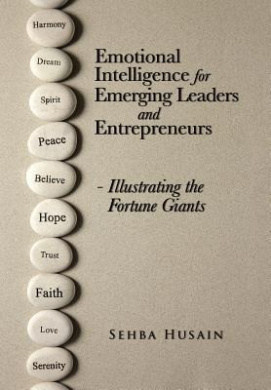 Harmony
Dream
Spirit
Peace
Believe
Hope
Trust
Faith
Love
Serenity
Emotional
Intelligence for
Emerging Leaders
and
Entrepreneurs
- Illustrating the
Fortune Giants
SEHBA HUSAIN